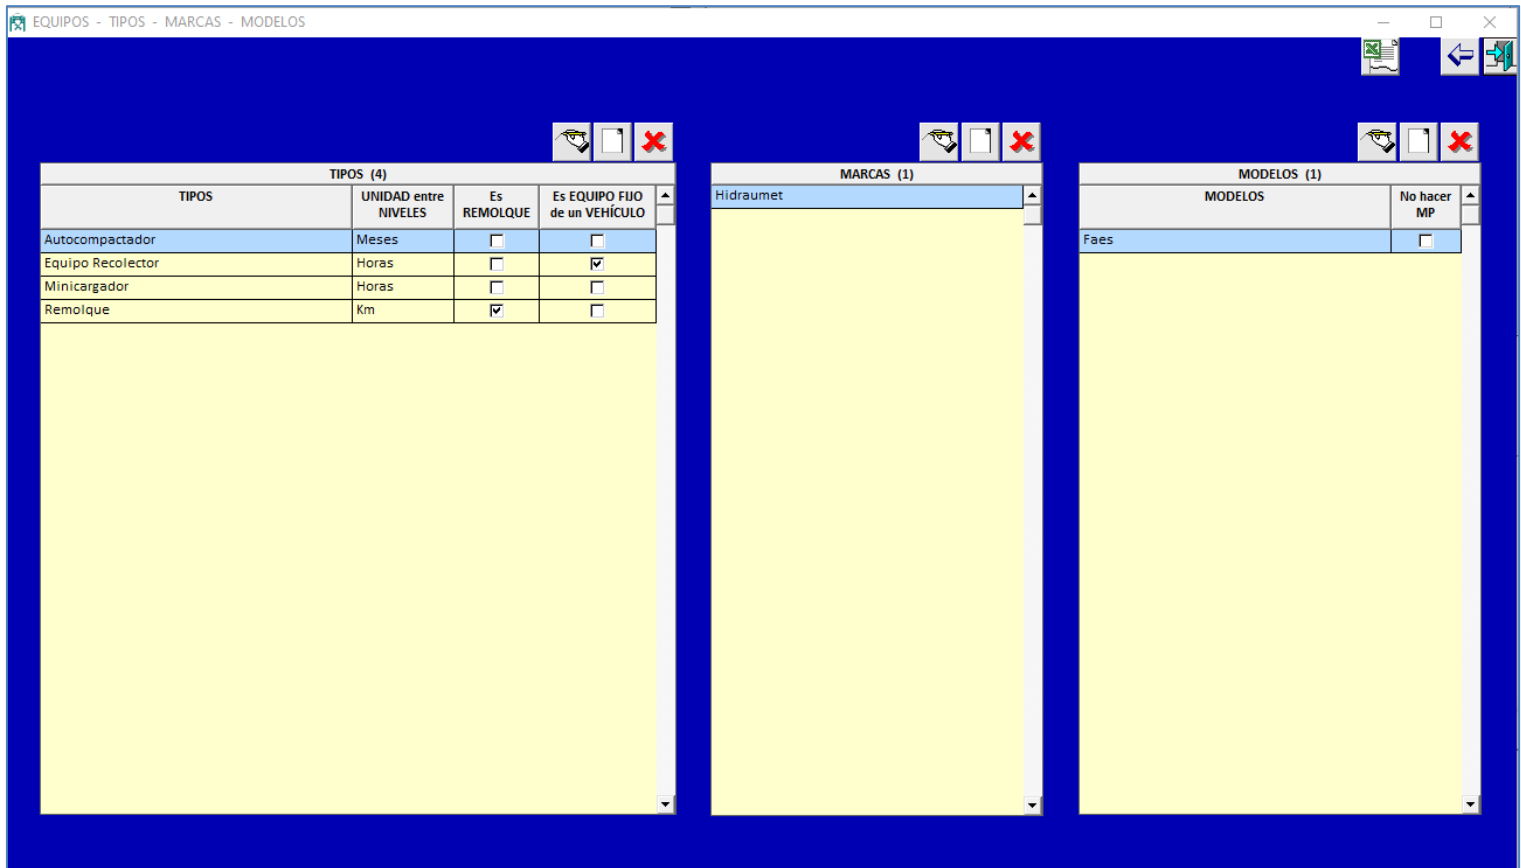 EQUIPOS - TIPOS - MARCAS - MODELOS
TIPOS (4)
TIPOS UNIDAD entre NIVELES Es REMOLQUE Es EQUIPO FIJO de un VEHÍCULO
Autocompactador Meses
Equipo Recolector Horas
Minicargador Horas
Remolque Km
MARCAS (1)
Hidraumet
MODELOS (1)
MODELOS No hacer MP
Faes